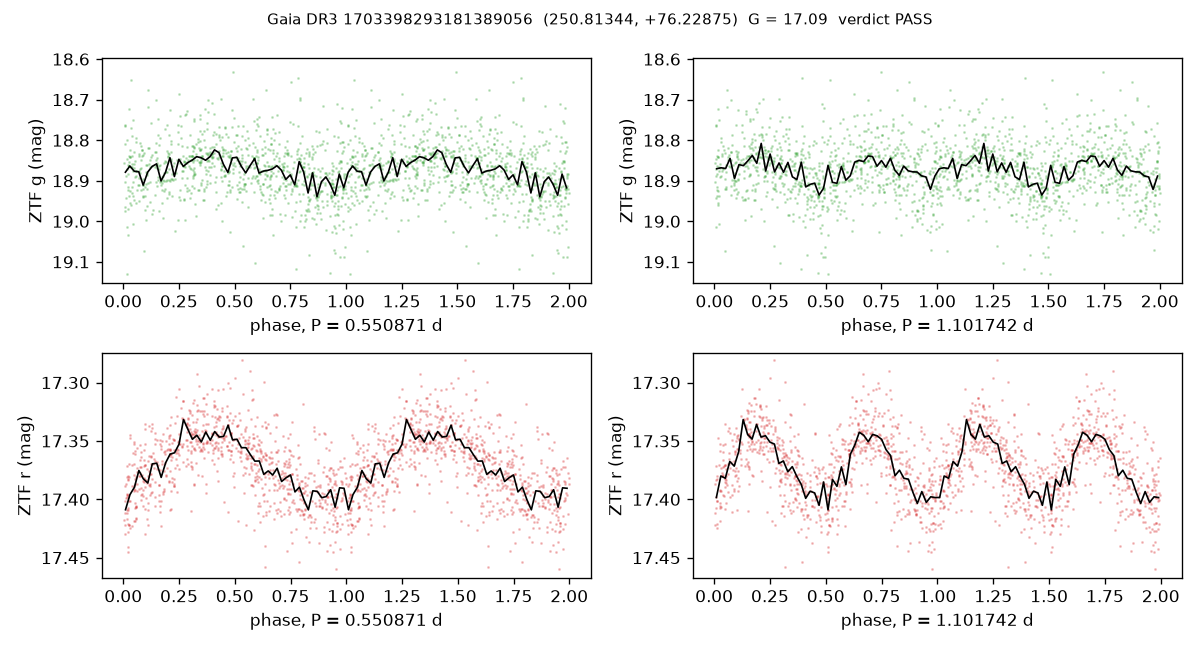 Gaia DR3 1703398293181389056  (250.81344, +76.22875)  G = 17.09  verdict PASS
18.6
18.7
18.8
18.9
19.0
19.1
ZTF g (mag)
0.00 0.25 0.50 0.75 1.00 1.25 1.50 1.75 2.00
phase, P = 0.550871 d
18.6
18.7
18.8
18.9
19.0
19.1
ZTF g (mag)
0.00 0.25 0.50 0.75 1.00 1.25 1.50 1.75 2.00
phase, P = 1.101742 d
17.30
17.35
17.40
17.45
ZTF r (mag)
0.00 0.25 0.50 0.75 1.00 1.25 1.50 1.75 2.00
phase, P = 0.550871 d
17.30
17.35
17.40
17.45
ZTF r (mag)
0.00 0.25 0.50 0.75 1.00 1.25 1.50 1.75 2.00
phase, P = 1.101742 d